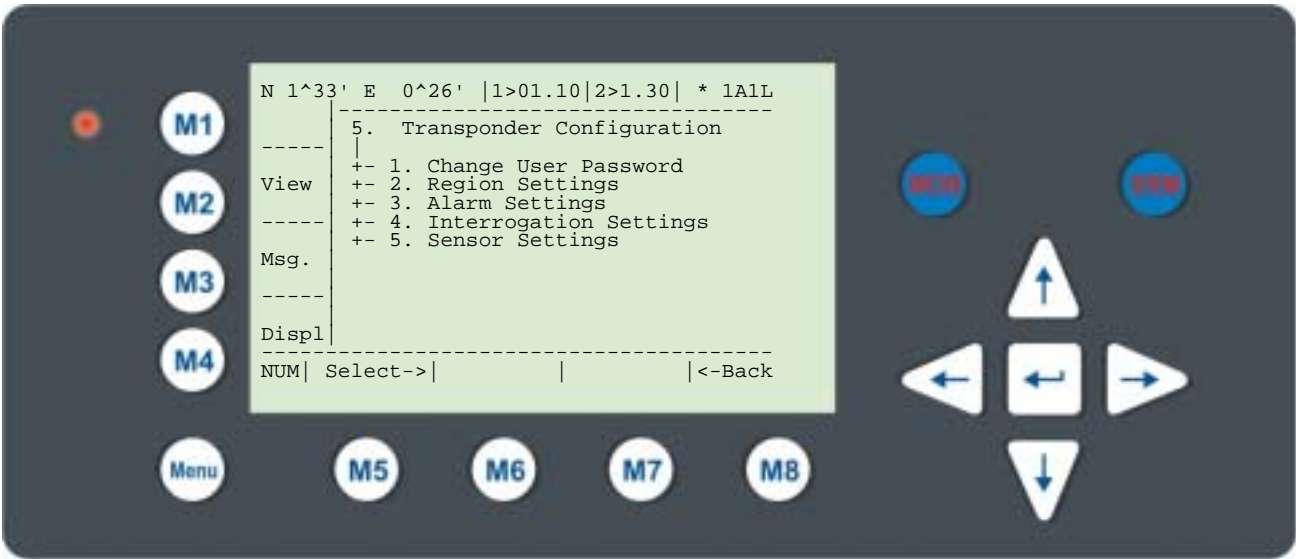 N 1^33' E 0^26' |1>01.10|2>1.30| * 1A1L
5. Transponder Configuration
+- 1. Change User Password
View
+- 2. Region Settings
+- 3. Alarm Settings
+- 4. Interrogation Settings
+- 5. Sensor Settings
Msg.
Displ
NUM| Select->| | |<-Back
M1
M2
M3
M4
Menu
M5
M6
M7
M8
MOB